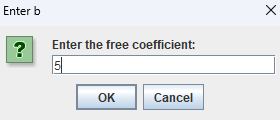 Enter b
?
Enter the free coefficient:
5
OK Cancel